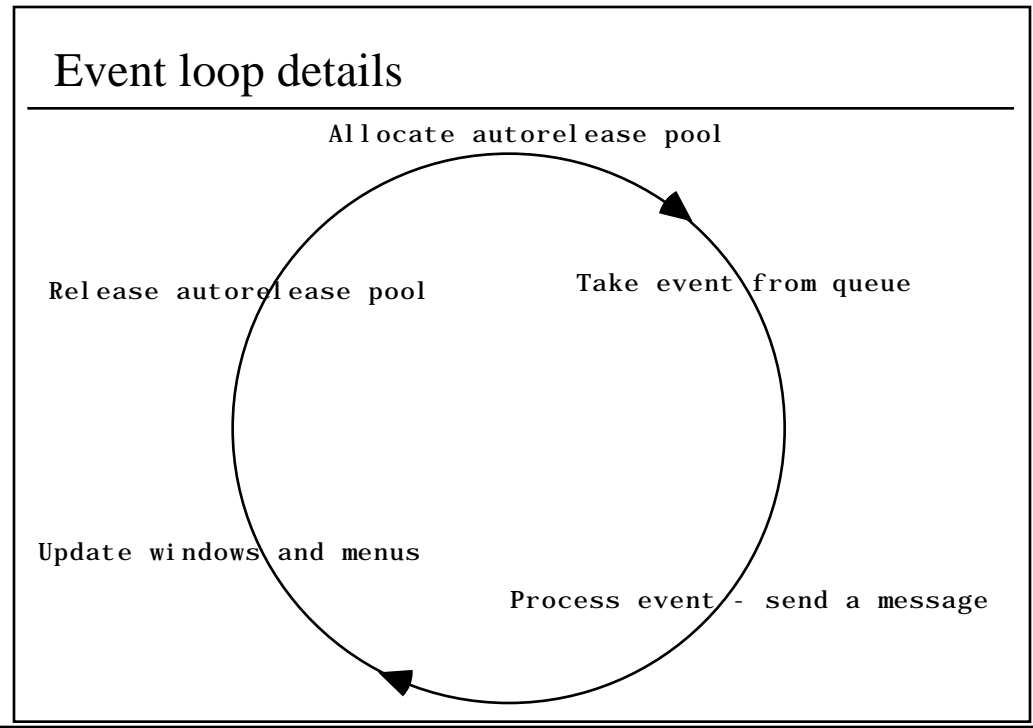 Event loop details
Allocate autorelease pool
Release autorelease pool
Take event from queue
Update windows and menus
Process event - send a message